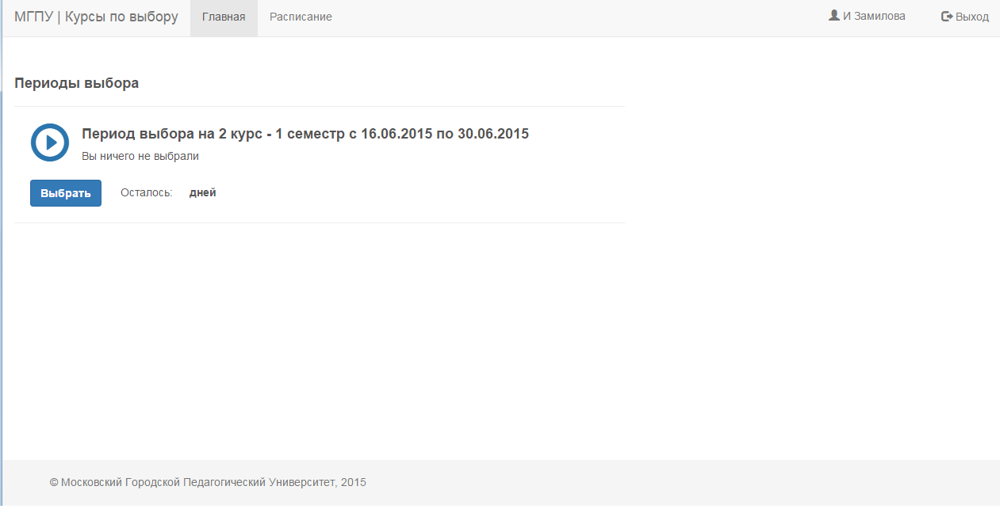 МГПУ | Курсы по выбору Главная Расписание И Замилова Выход
Периоды выбора
Период выбора на 2 курс - 1 семестр с 16.06.2015 по 30.06.2015
Вы ничего не выбрали
Выбрать Осталось: дней
© Московский Городской Педагогический Университет, 2015